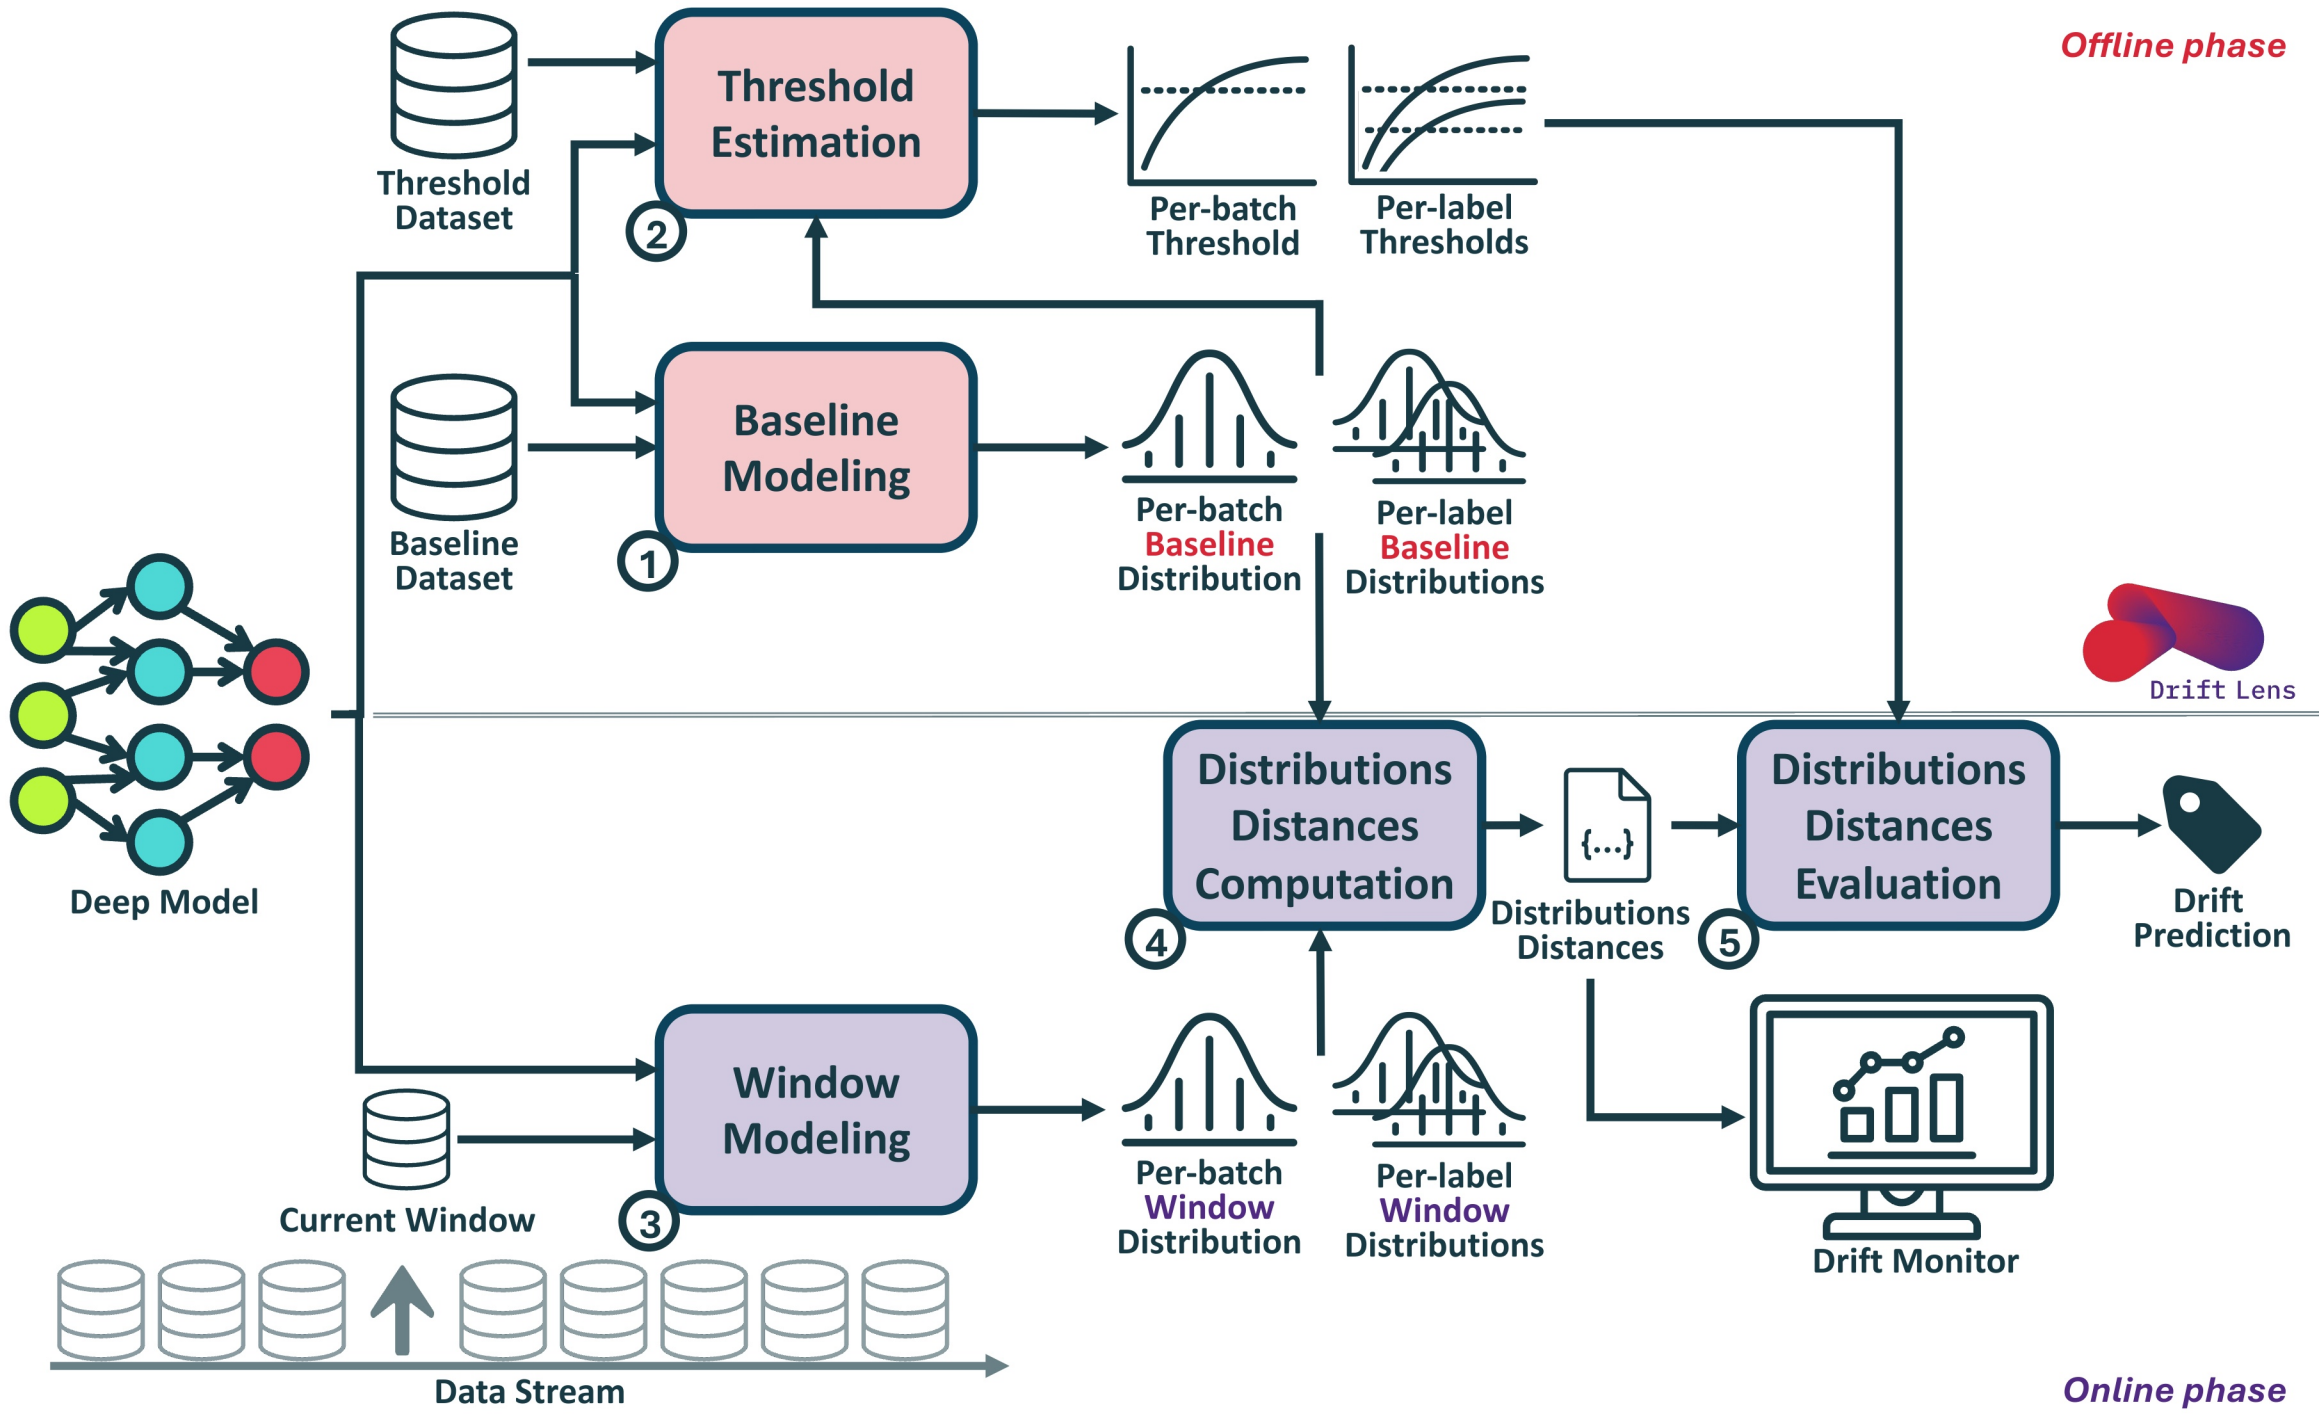 Offline phase
Threshold
Dataset
Threshold
Estimation
2
Per-batch
Threshold
Per-label
Thresholds
Baseline
Dataset
Baseline
Modeling
1
Per-batch
Baseline
Distribution
Per-label
Baseline
Distributions
Drift Lens
Deep Model
Distributions
Distances
Computation
4
{...}
Distributions
Distances
Distributions
Distances
Evaluation
5
Drift
Prediction
Current Window
Window
Modeling
3
Per-batch
Window
Distribution
Per-label
Window
Distributions
Drift Monitor
Data Stream
Online phase